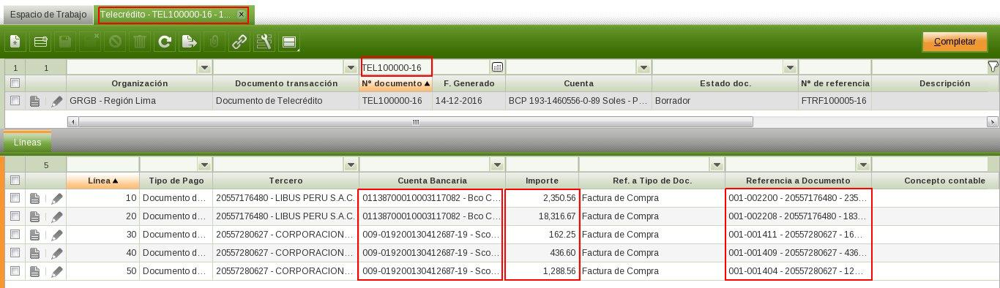 Espacio de Trabajo Telecrédito - TEL100000-16 - 1... x
Completar
1 1 TEL100000-16
Organización Documento transacción Nº documento F. Generado Cuenta Estado doc. Nº de referencia Descripción
GRGB - Región Lima Documento de Telecrédito TEL100000-16 14-12-2016 BCP 193-1460556-0-89 Soles - P... Borrador FTRF100005-16
Líneas
5
Línea Tipo de Pago Tercero Cuenta Bancaria Importe Ref. a Tipo de Doc. Referencia a Documento Concepto contable
10 Documento d... 20557176480 - LIBUS PERU S.A.C. 01138700010003117082 - Bco C... 2,350.56 Factura de Compra 001-002200 - 20557176480 - 235...
20 Documento d... 20557176480 - LIBUS PERU S.A.C. 01138700010003117082 - Bco C... 18,316.67 Factura de Compra 001-002208 - 20557176480 - 183...
30 Documento d... 20557280627 - CORPORACION... 009-019200130412687-19 - Sco... 162.25 Factura de Compra 001-001411 - 20557280627 - 16...
40 Documento d... 20557280627 - CORPORACION... 009-019200130412687-19 - Sco... 436.60 Factura de Compra 001-001409 - 20557280627 - 436...
50 Documento d... 20557280627 - CORPORACION... 009-019200130412687-19 - Sco... 1,288.56 Factura de Compra 001-001404 - 20557280627 - 12...